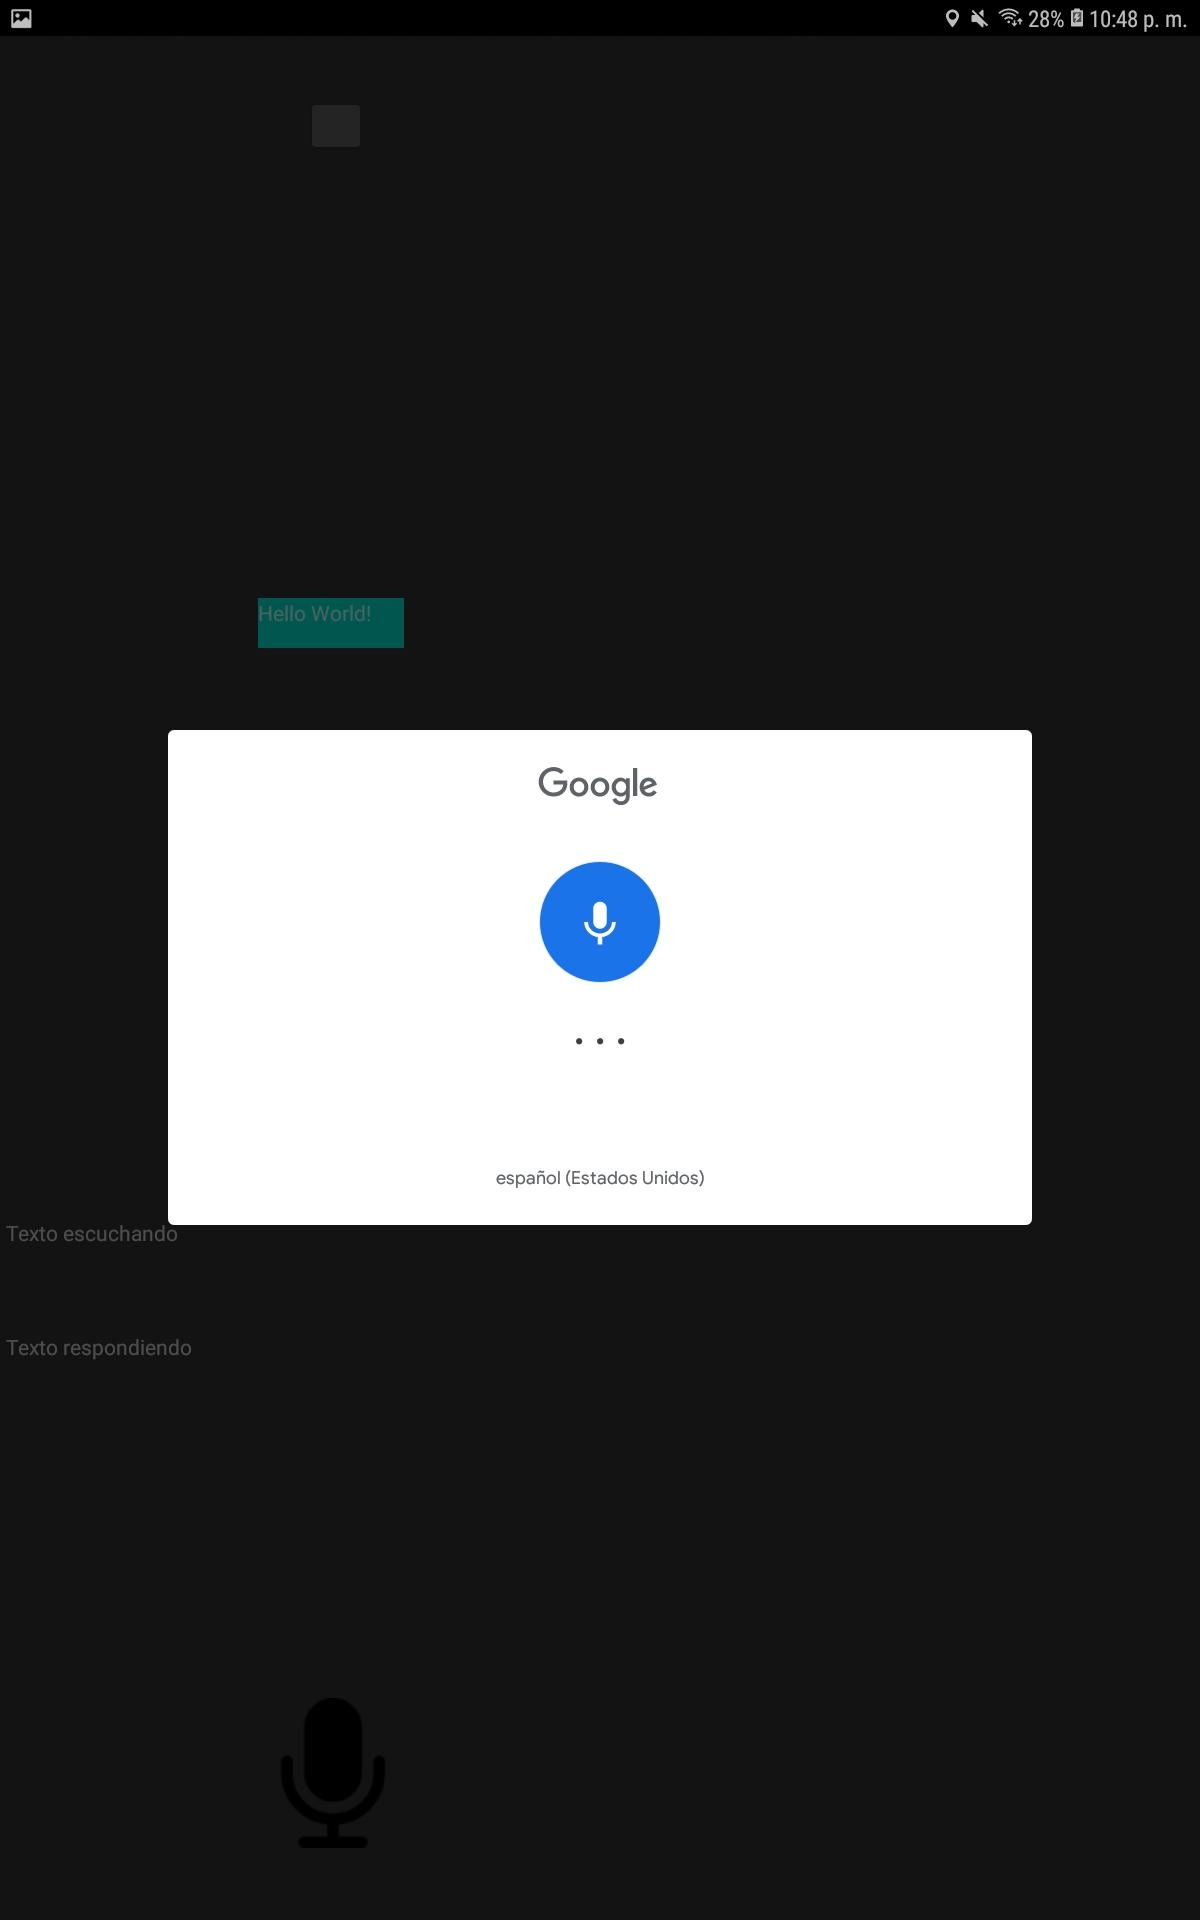 28% 10:48 p. m.
Hello World!
Google
español (Estados Unidos)
Texto escuchando
Texto respondiendo